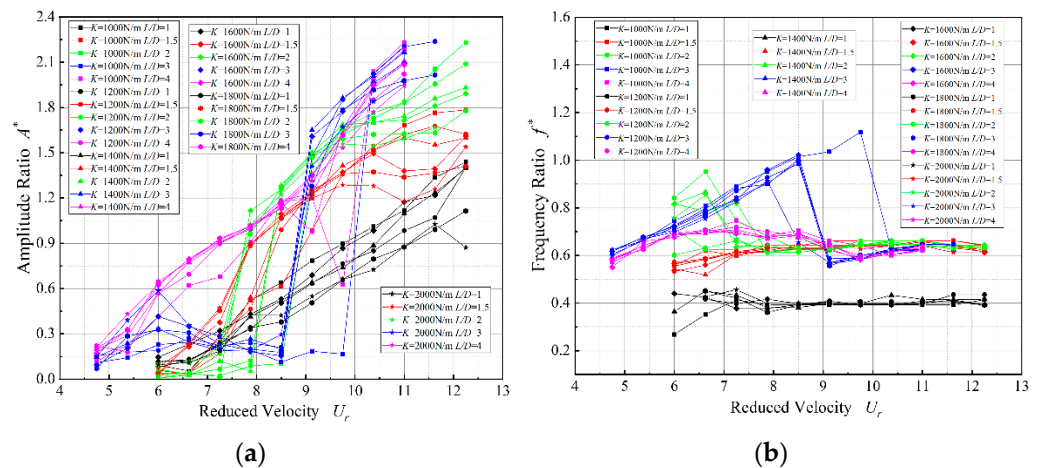 K=1000N/m L/D=1
K=1000N/m L/D=1.5
K=1000N/m L/D=2
K=1000N/m L/D=3
K=1000N/m L/D=4
K=1200N/m L/D=1
K=1200N/m L/D=1.5
K=1200N/m L/D=2
K=1200N/m L/D=3
K=1200N/m L/D=4
K=1400N/m L/D=1
K=1400N/m L/D=1.5
K=1400N/m L/D=2
K=1400N/m L/D=3
K=1400N/m L/D=4
K=1600N/m L/D=1
K=1600N/m L/D=1.5
K=1600N/m L/D=2
K=1600N/m L/D=3
K=1600N/m L/D=4
K=1800N/m L/D=1
K=1800N/m L/D=1.5
K=1800N/m L/D=2
K=1800N/m L/D=3
K=1800N/m L/D=4
K=2000N/m L/D=1
K=2000N/m L/D=1.5
K=2000N/m L/D=2
K=2000N/m L/D=3
K=2000N/m L/D=4
Amplitude Ratio A*
2.4
2.1
1.8
1.5
1.2
0.9
0.6
0.3
0.0
4 5 6 7 8 9 10 11 12 13
Reduced Velocity Ur
(a)
K=1000N/m L/D=1
K=1000N/m L/D=1.5
K=1000N/m L/D=2
K=1000N/m L/D=3
K=1000N/m L/D=4
K=1200N/m L/D=1
K=1200N/m L/D=1.5
K=1200N/m L/D=2
K=1200N/m L/D=3
K=1200N/m L/D=4
K=1400N/m L/D=1
K=1400N/m L/D=1.5
K=1400N/m L/D=2
K=1400N/m L/D=3
K=1400N/m L/D=4
K=1600N/m L/D=1
K=1600N/m L/D=1.5
K=1600N/m L/D=2
K=1600N/m L/D=3
K=1600N/m L/D=4
K=1800N/m L/D=1
K=1800N/m L/D=1.5
K=1800N/m L/D=2
K=1800N/m L/D=3
K=1800N/m L/D=4
K=2000N/m L/D=1
K=2000N/m L/D=1.5
K=2000N/m L/D=2
K=2000N/m L/D=3
K=2000N/m L/D=4
Frequency Ratio f*
1.4
1.2
1.0
0.8
0.6
0.4
0.2
4 5 6 7 8 9 10 11 12 13
Reduced Velocity Ur
(b)